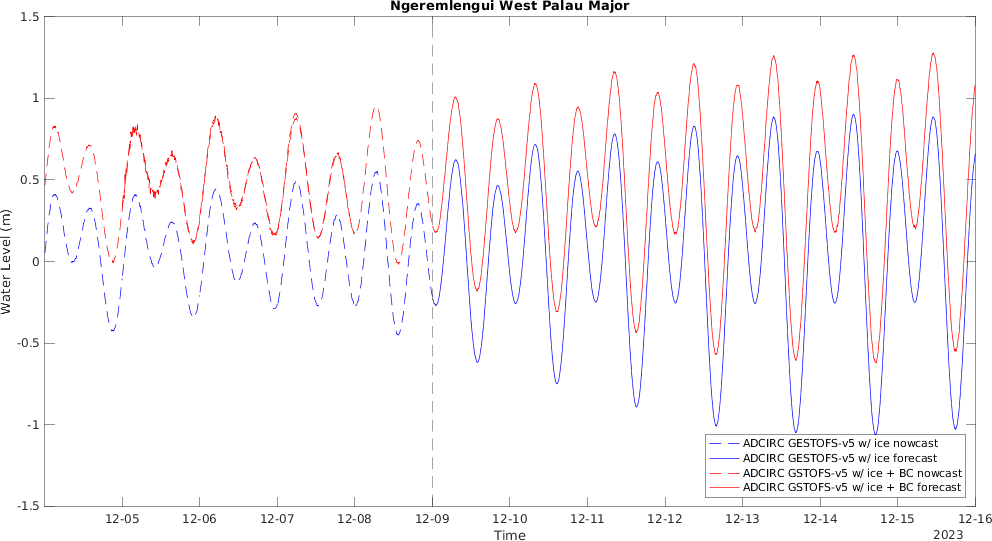 Ngeremlengui West Palau Major
1.5
1
0.5
0
-0.5
-1
-1.5
Water Level (m)
ADCIRC GESTOFS-v5 w/ ice nowcast
ADCIRC GESTOFS-v5 w/ ice forecast
ADCIRC GSTOFS-v5 w/ ice + BC nowcast
ADCIRC GSTOFS-v5 w/ ice + BC forecast
12-05 12-06 12-07 12-08 12-09 12-10 12-11 12-12 12-13 12-14 12-15 12-16
Time
2023